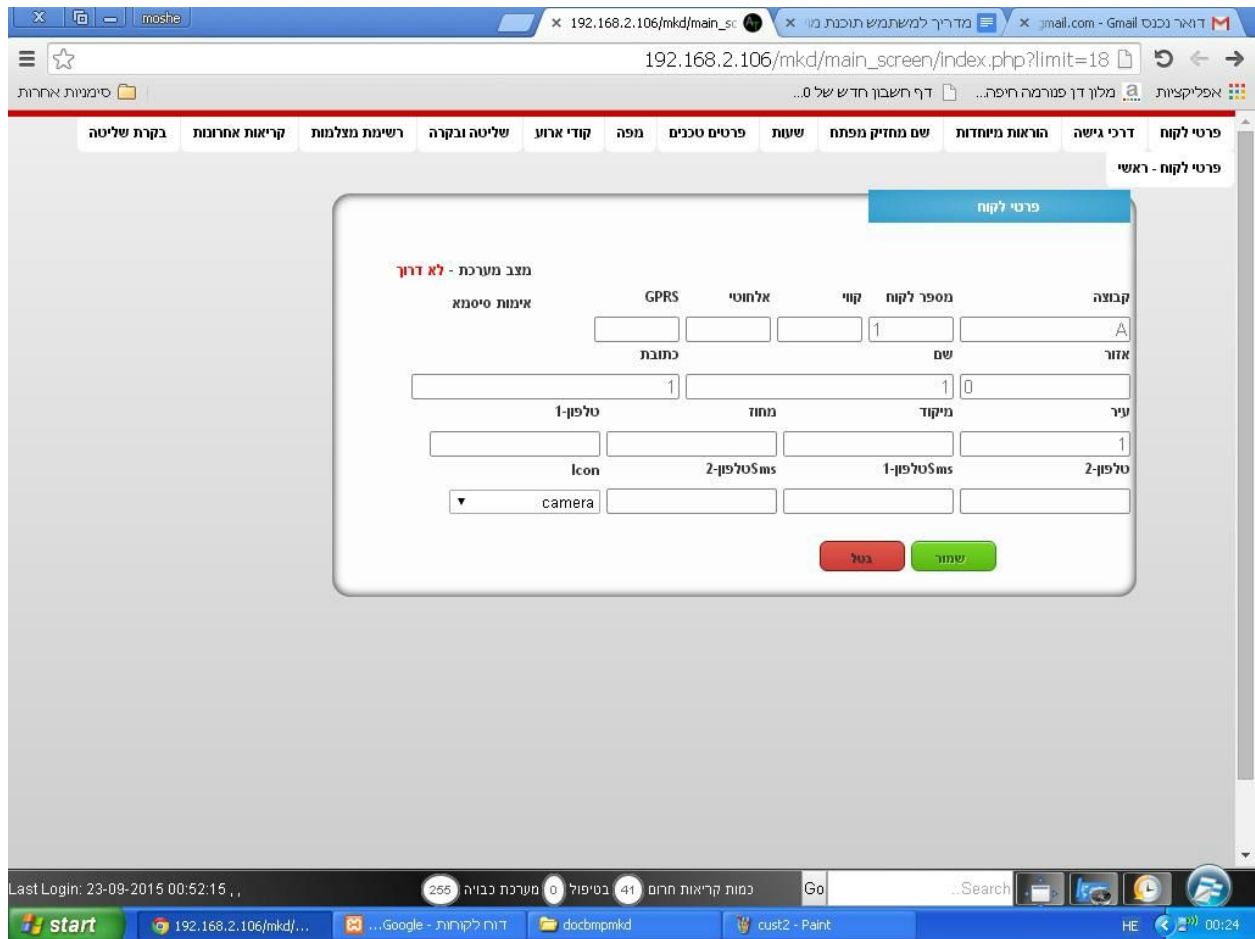 דואר נכנס gmail.com - Gmail
מדריך למשתמש תוכנת מו
192.168.2.106/mkd/main_sc
moshe
192.168.2.106/mkd/main_screen/index.php?limit=18
אפליקציות
מלון דן פנורמה חיפה...
דף חשבון חדש של 0...
סימניות אחרות
פרטי לקוח דרכי גישה הוראות מיוחדות שם מחזיק מפתח שעות פרטים טכנים מפה קודי ארוע שליטה ובקרה רשימת מצלמות קריאות אחרונות בקרת שליטה
פרטי לקוח - ראשי
פרטי לקוח
מצב מערכת - לא דרוך
אימות סיסמא
קבוצה מספר לקוח קווי אלחוטי GPRS
A 1
אזור שם כתובת
0 1 1
עיר מיקוד מחוז טלפון-1
1
טלפון-2 Smsטלפון-1 Smsטלפון-2 Icon
camera
שמור בטל
Last Login: 23-09-2015 00:52:15 , ,
כמות קריאות חרום 41 בטיפול 0 מערכת כבויה 255
Go
Search..
start
192.168.2.106/mkd/...
דוח לקוחות - Google...
docbmpmkd
cust2 - Paint
HE
00:24